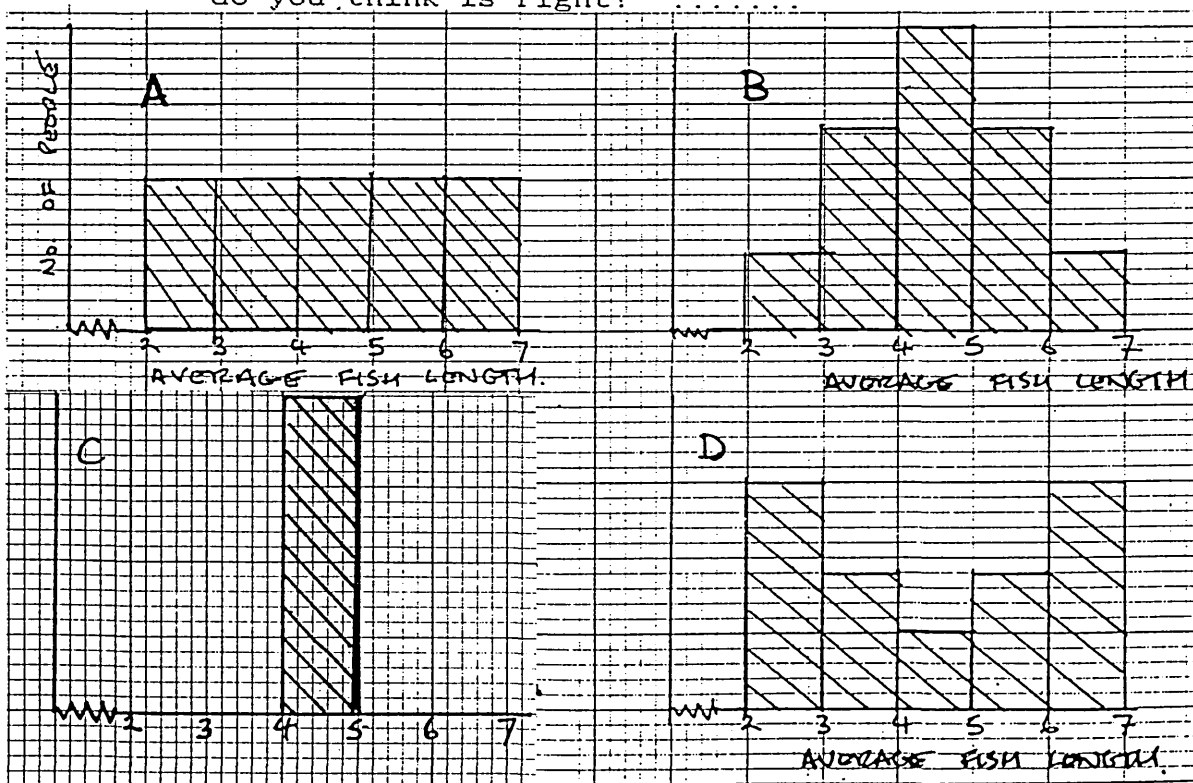 do you think is right? .......
A
NO. OF PEOPLE
2 3 4 5 6 7
AVERAGE FISH LENGTH.
B
2 3 4 5 6 7
AVERAGE FISH LENGTH
C
2 3 4 5 6 7
D
2 3 4 5 6 7
AVERAGE FISH LENGTH.